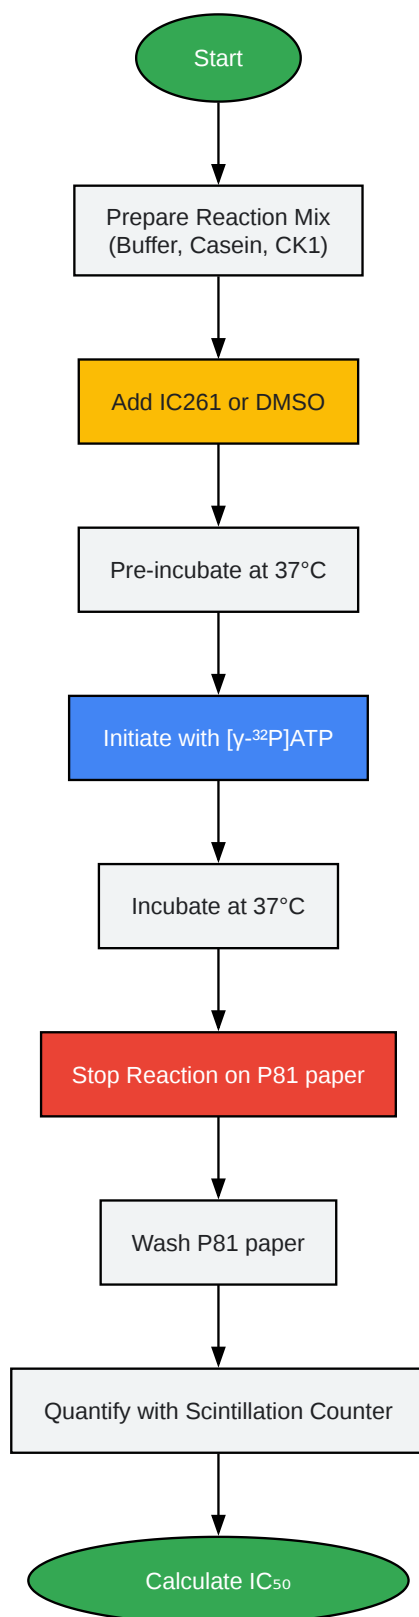 Start
Prepare Reaction Mix
(Buffer, Casein, CK1)
Add IC261 or DMSO
Pre-incubate at 37°C
Initiate with [γ-³²P]ATP
Incubate at 37°C
Stop Reaction on P81 paper
Wash P81 paper
Quantify with Scintillation Counter
Calculate IC₅₀